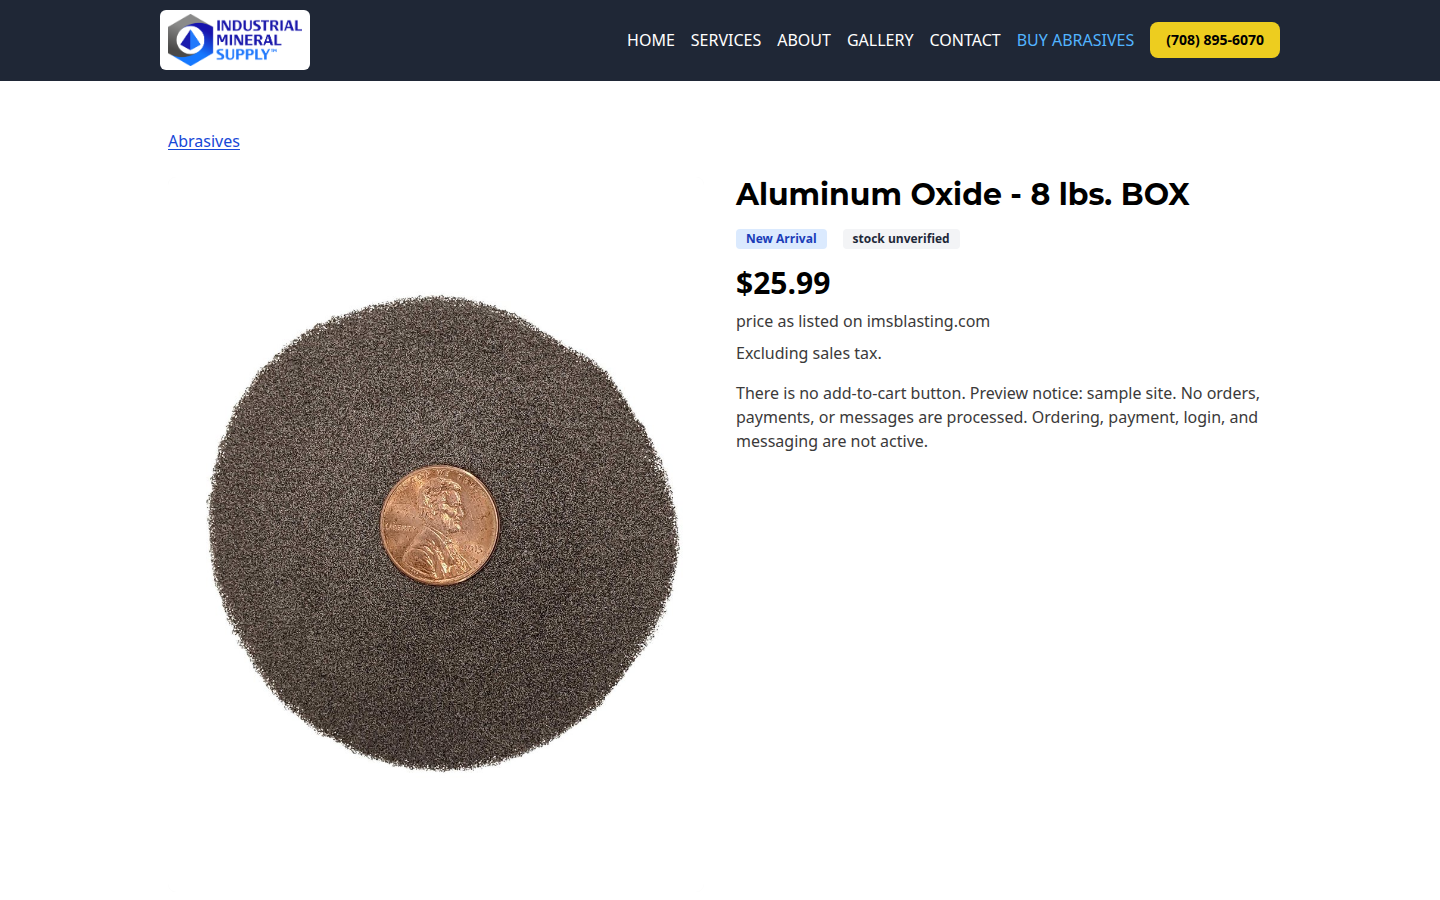 INDUSTRIAL
MINERAL
SUPPLY™
HOME SERVICES ABOUT GALLERY CONTACT BUY ABRASIVES (708) 895-6070
Abrasives
Aluminum Oxide - 8 lbs. BOX
New Arrival stock unverified
$25.99
price as listed on imsblasting.com
Excluding sales tax.
There is no add-to-cart button. Preview notice: sample site. No orders,
payments, or messages are processed. Ordering, payment, login, and
messaging are not active.
LIBERTY